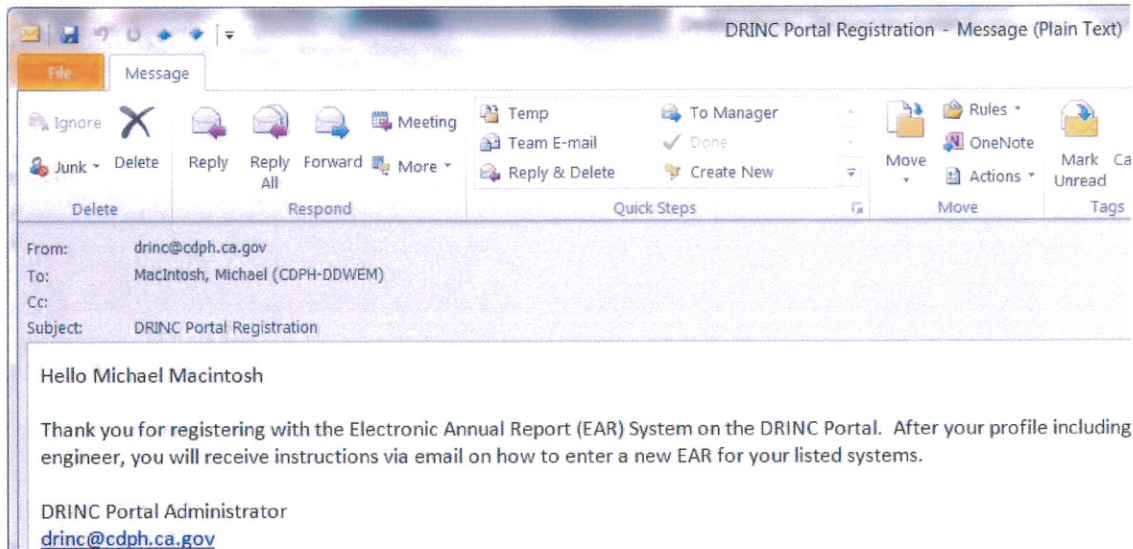 DRINC Portal Registration - Message (Plain Text)
File Message
Ignore
Junk
Delete
Reply
Reply All
Forward
Meeting
More
Temp
Team E-mail
Reply & Delete
To Manager
Done
Create New
Move
Rules
OneNote
Actions
Mark Unread
Ca
Delete Respond Quick Steps Move Tags
From: drinc@cdph.ca.gov
To: MacIntosh, Michael (CDPH-DDWEM)
Cc:
Subject: DRINC Portal Registration
Hello Michael Macintosh
Thank you for registering with the Electronic Annual Report (EAR) System on the DRINC Portal. After your profile including
engineer, you will receive instructions via email on how to enter a new EAR for your listed systems.
DRINC Portal Administrator
drinc@cdph.ca.gov